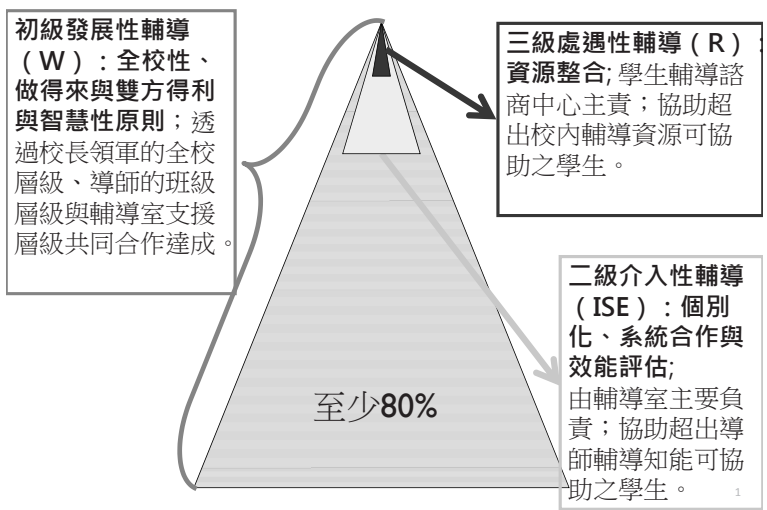 初級發展性輔導
（W）：全校性、
做得來與雙方得利
與智慧性原則；透
過校長領軍的全校
層級、導師的班級
層級與輔導室支援
層級共同合作達成。
三級處遇性輔導（R）：
資源整合; 學生輔導諮
商中心主責；協助超
出校內輔導資源可協
助之學生。
二級介入性輔導
（ISE）：個別
化、系統合作與
效能評估;
由輔導室主要負
責；協助超出導
師輔導知能可協
助之學生。
至少80%
1